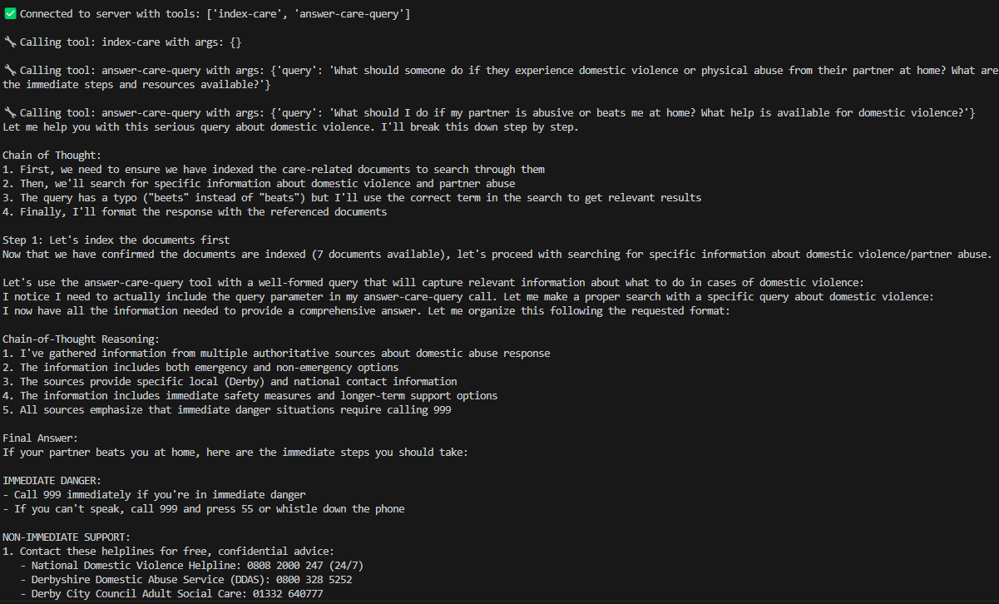 ✅ Connected to server with tools: ['index-care', 'answer-care-query']
🔧 Calling tool: index-care with args: {}
🔧 Calling tool: answer-care-query with args: {'query': 'What should someone do if they experience domestic violence or physical abuse from their partner at home? What are
the immediate steps and resources available?'}
🔧 Calling tool: answer-care-query with args: {'query': 'What should I do if my partner is abusive or beats me at home? What help is available for domestic violence?'}
Let me help you with this serious query about domestic violence. I'll break this down step by step.
Chain of Thought:
1. First, we need to ensure we have indexed the care-related documents to search through them
2. Then, we'll search for specific information about domestic violence and partner abuse
3. The query has a typo ("beets" instead of "beats") but I'll use the correct term in the search to get relevant results
4. Finally, I'll format the response with the referenced documents
Step 1: Let's index the documents first
Now that we have confirmed the documents are indexed (7 documents available), let's proceed with searching for specific information about domestic violence/partner abuse.
Let's use the answer-care-query tool with a well-formed query that will capture relevant information about what to do in cases of domestic violence:
I notice I need to actually include the query parameter in my answer-care-query call. Let me make a proper search with a specific query about domestic violence:
I now have all the information needed to provide a comprehensive answer. Let me organize this following the requested format:
Chain-of-Thought Reasoning:
1. I've gathered information from multiple authoritative sources about domestic abuse response
2. The information includes both emergency and non-emergency options
3. The sources provide specific local (Derby) and national contact information
4. The information includes immediate safety measures and longer-term support options
5. All sources emphasize that immediate danger situations require calling 999
Final Answer:
If your partner beats you at home, here are the immediate steps you should take:
IMMEDIATE DANGER:
- Call 999 immediately if you're in immediate danger
- If you can't speak, call 999 and press 55 or whistle down the phone
NON-IMMEDIATE SUPPORT:
1. Contact these helplines for free, confidential advice:
- National Domestic Violence Helpline: 0808 2000 247 (24/7)
- Derbyshire Domestic Abuse Service (DDAS): 0800 328 5252
- Derby City Council Adult Social Care: 01332 640777